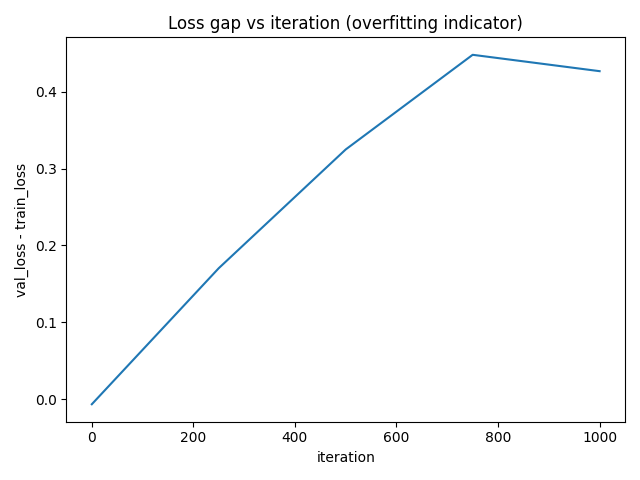 Loss gap vs iteration (overfitting indicator)
val_loss - train_loss
0.4
0.3
0.2
0.1
0.0
0 200 400 600 800 1000
iteration